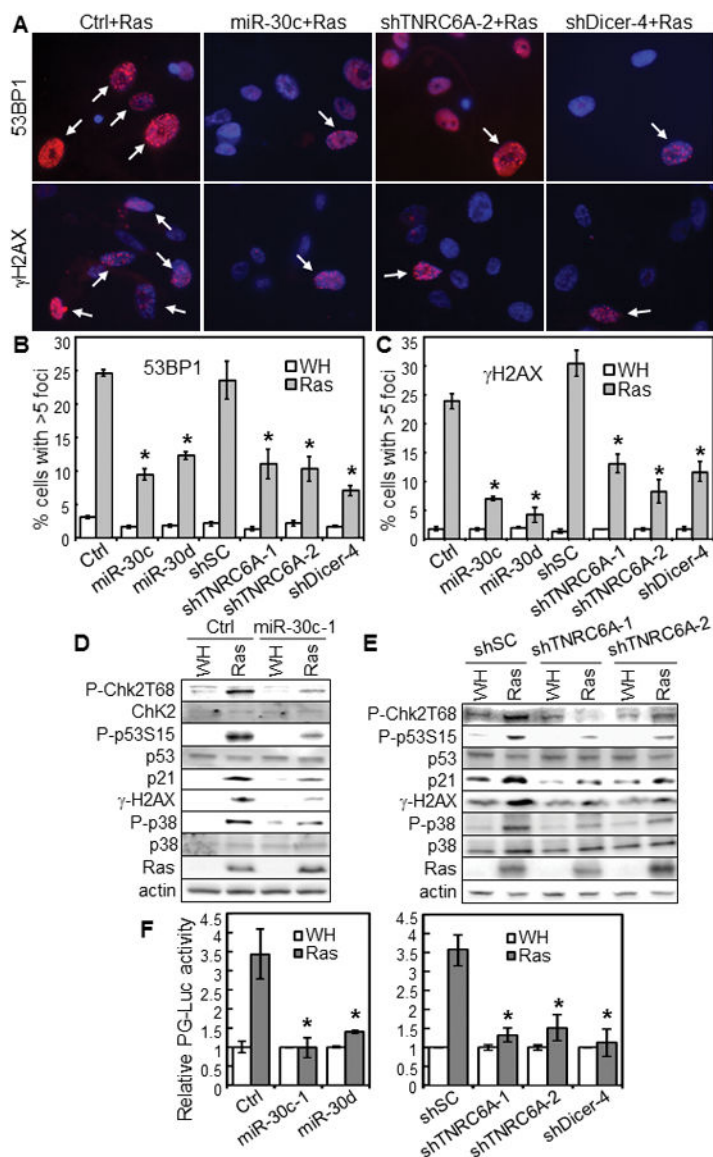 A
Ctrl+Ras
miR-30c+Ras
shTNRC6A-2+Ras
shDicer-4+Ras
53BP1
γH2AX
B
% cells with >5 foci
30
25
20
15
10
5
0
53BP1
WH
Ras
*
*
*
*
*
Ctrl
miR-30c
miR-30d
shSC
shTNRC6A-1
shTNRC6A-2
shDicer-4
C
% cells with >5 foci
35
30
25
20
15
10
5
0
γH2AX
WH
Ras
*
*
*
*
*
Ctrl
miR-30c
miR-30d
shSC
shTNRC6A-1
shTNRC6A-2
shDicer-4
D
Ctrl
miR-30c-1
WH
Ras
WH
Ras
P-Chk2T68
ChK2
P-p53S15
p53
p21
γ-H2AX
P-p38
p38
Ras
actin
E
shSC
shTNRC6A-1
shTNRC6A-2
WH
Ras
WH
Ras
WH
Ras
P-Chk2T68
P-p53S15
p53
p21
γ-H2AX
P-p38
p38
Ras
actin
F
Relative PG-Luc activity
4.5
4
3.5
3
2.5
2
1.5
1
0.5
0
WH
Ras
*
*
Ctrl
miR-30c-1
miR-30d
4.5
4
3.5
3
2.5
2
1.5
1
0.5
0
WH
Ras
*
*
*
shSC
shTNRC6A-1
shTNRC6A-2
shDicer-4